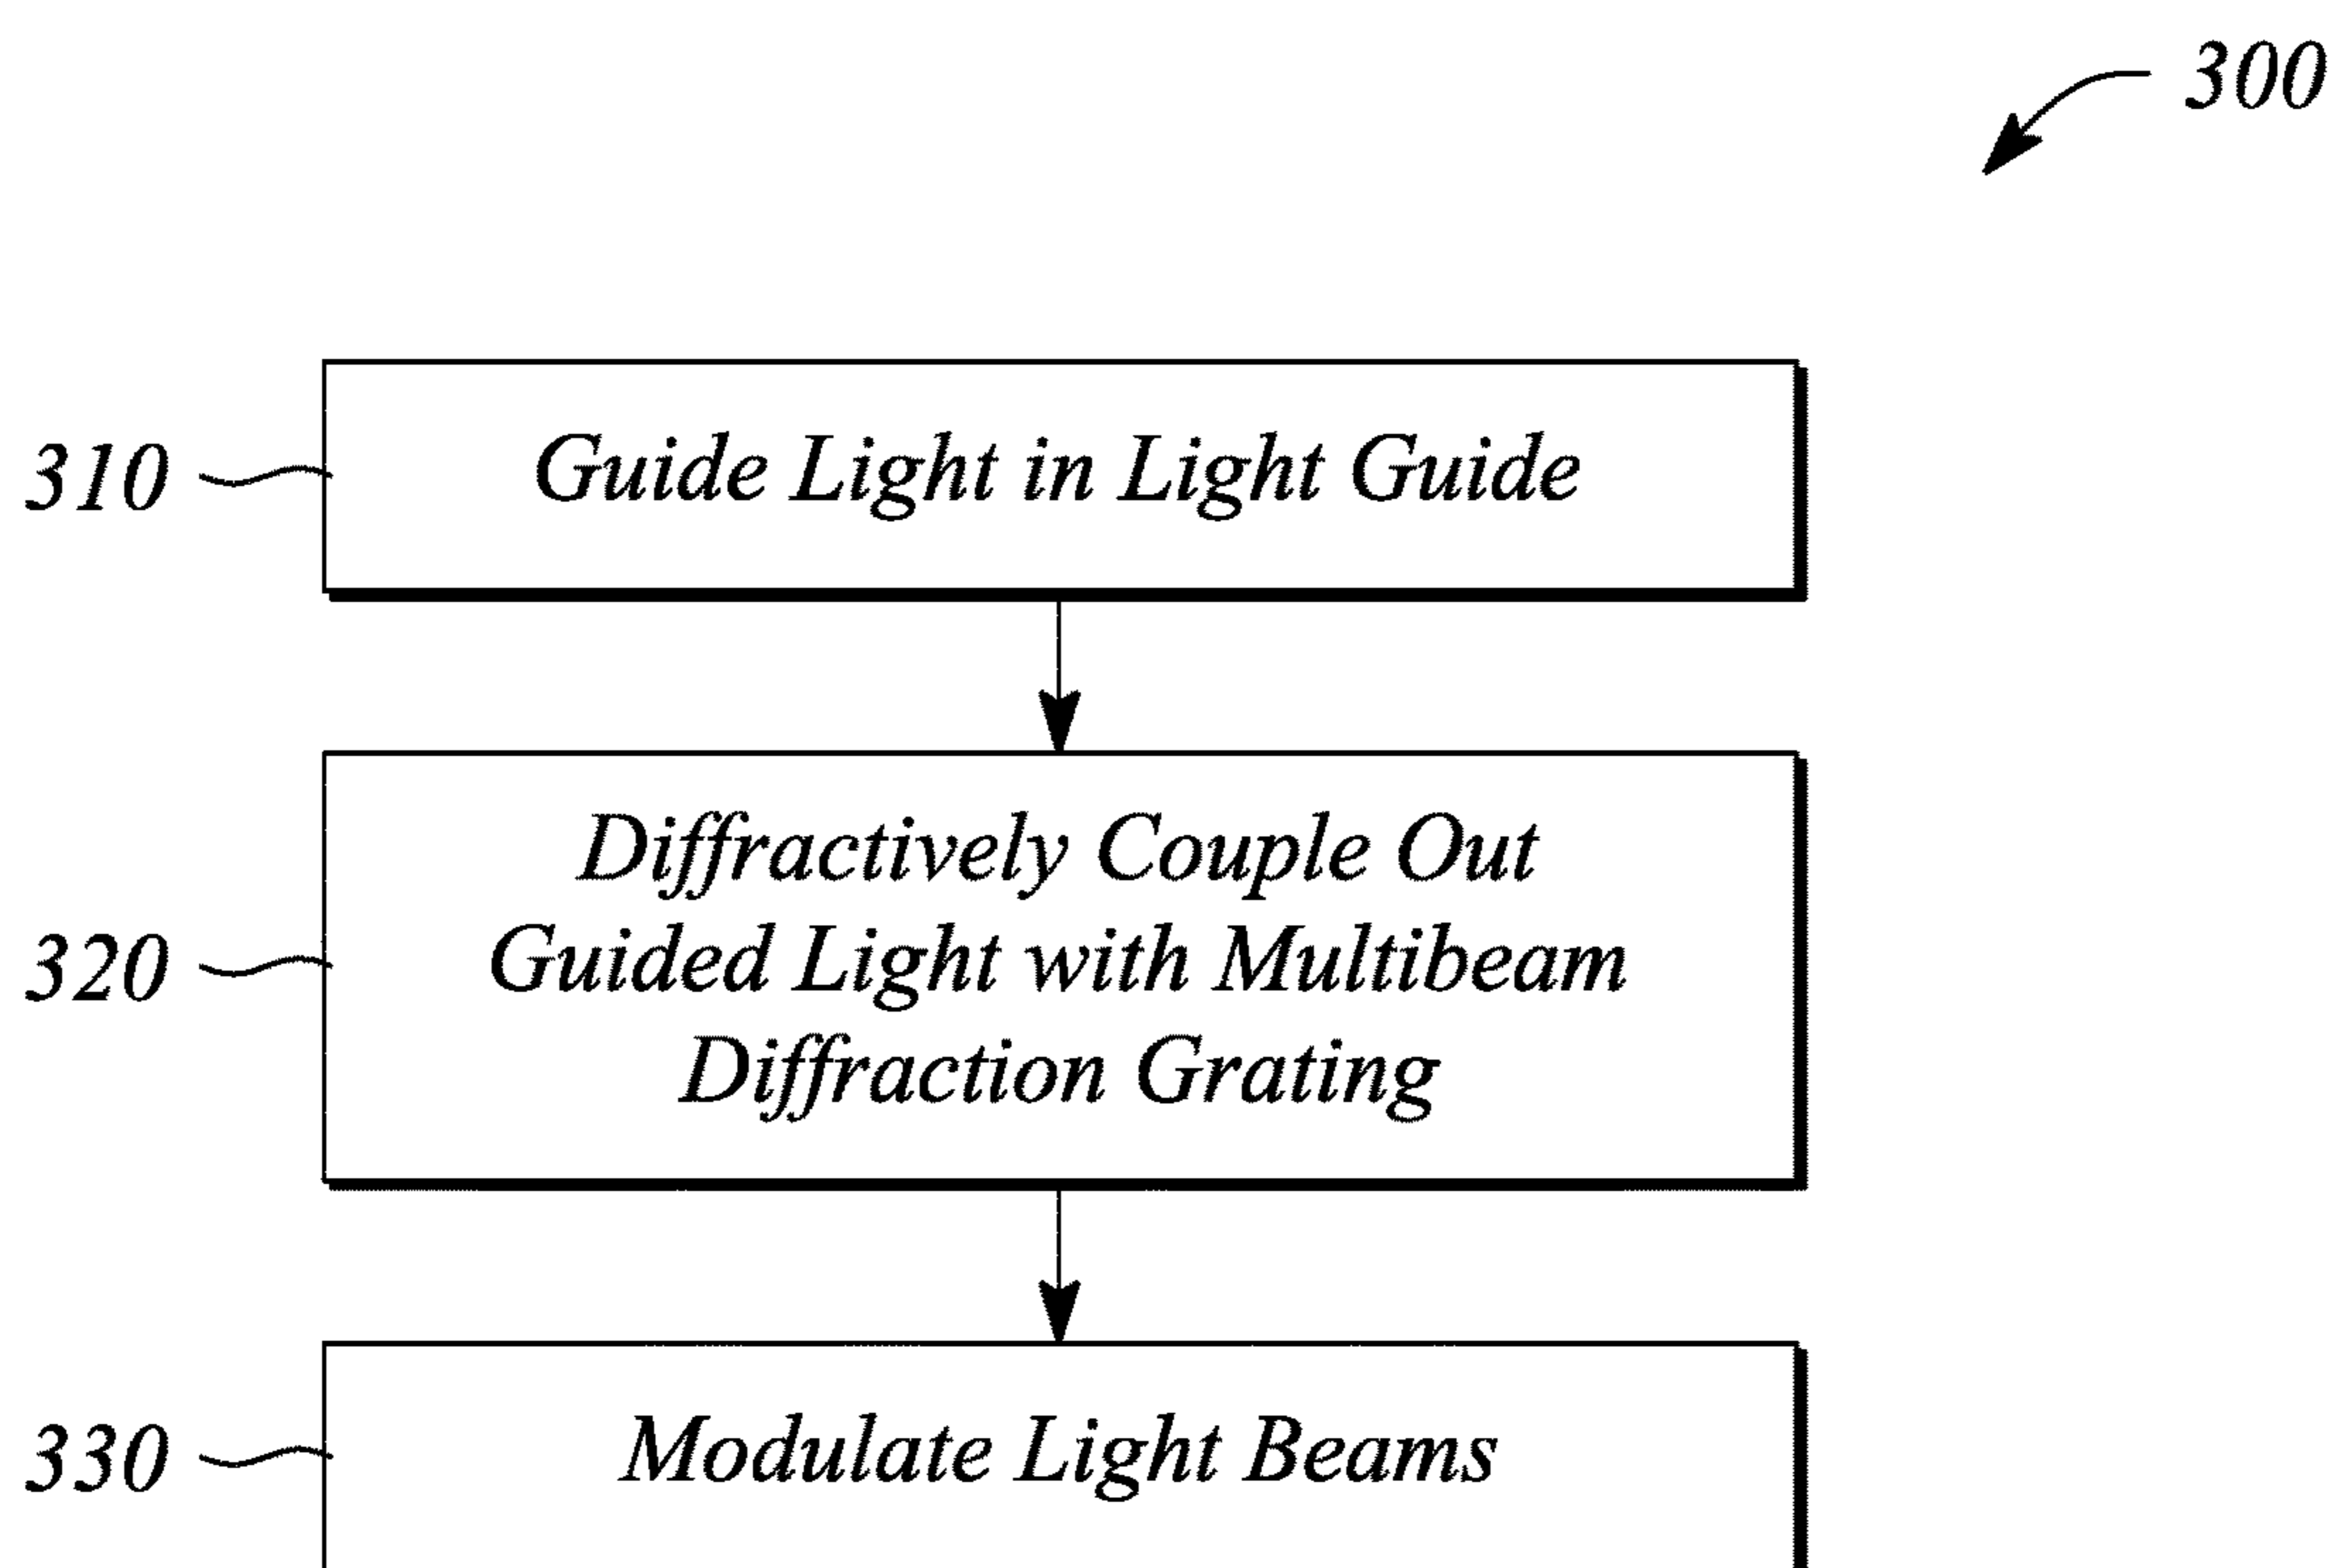 300
310
Guide Light in Light Guide
Diffractively Couple Out
320
Guided Light with Multibeam
Diffraction Grating
330
Modulate Light Beams